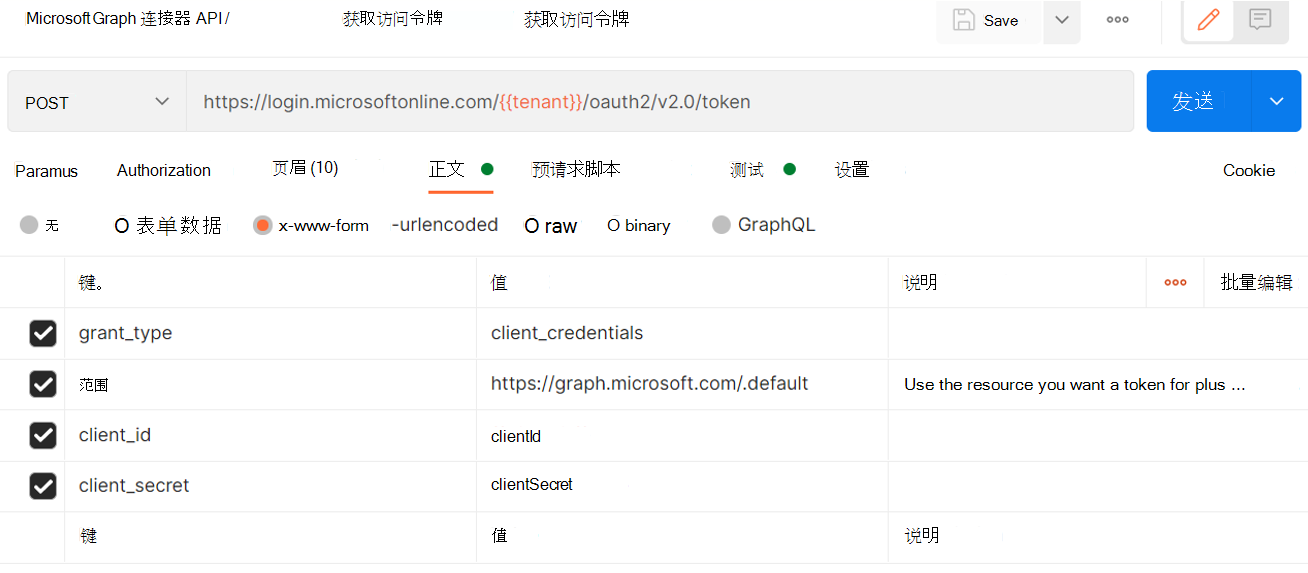 Microsoft Graph 连接器 API / 获取访问令牌 获取访问令牌 Save
POST https://login.microsoftonline.com/{{tenant}}/oauth2/v2.0/token 发送
Paramus Authorization 页眉 (10) 正文 预请求脚本 测试 设置 Cookie
无 O 表单数据 x-www-form -urlencoded O raw O binary GraphQL
键。 值 说明 批量编辑
grant_type client_credentials
范围 https://graph.microsoft.com/.default Use the resource you want a token for plus ...
client_id clientId
client_secret clientSecret
键 值 说明